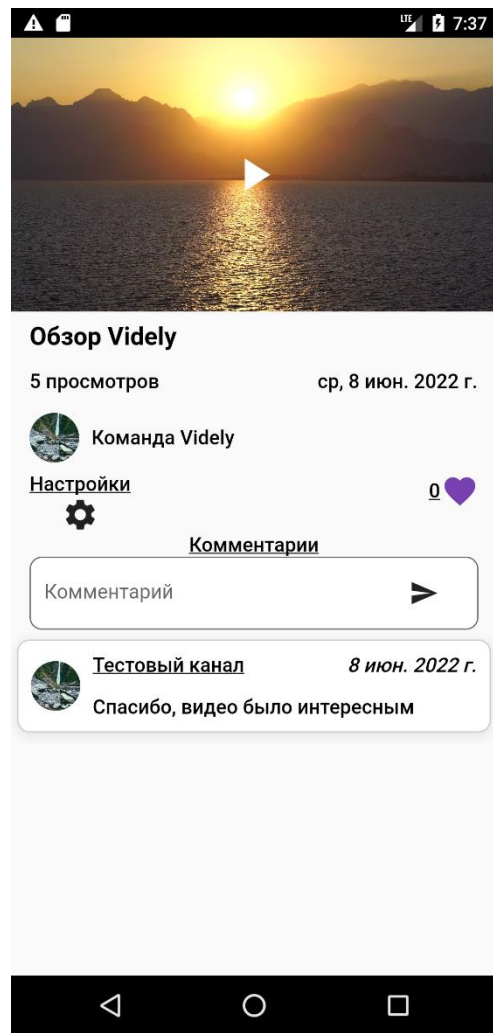 LTE 7:37
Обзор Videly
5 просмотров ср, 8 июн. 2022 г.
Команда Videly
Настройки
0
Комментарии
Комментарий
Тестовый канал 8 июн. 2022 г.
Спасибо, видео было интересным